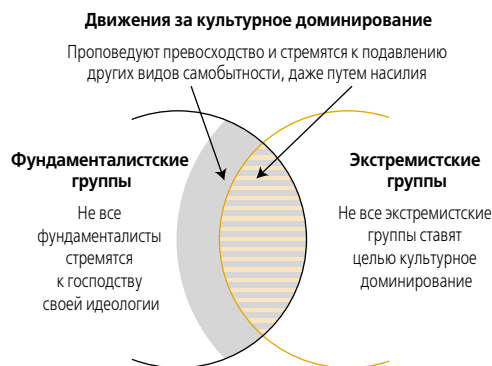 Движения за культурное доминирование
Проповедуют превосходство и стремятся к подавлению
других видов самобытности, даже путем насилия
Фундаменталистские
группы
Не все
фундаменталисты
стремятся
к господству
своей идеологии
Экстремистские
группы
Не все экстремистские
группы ставят
целью культурное
доминирование